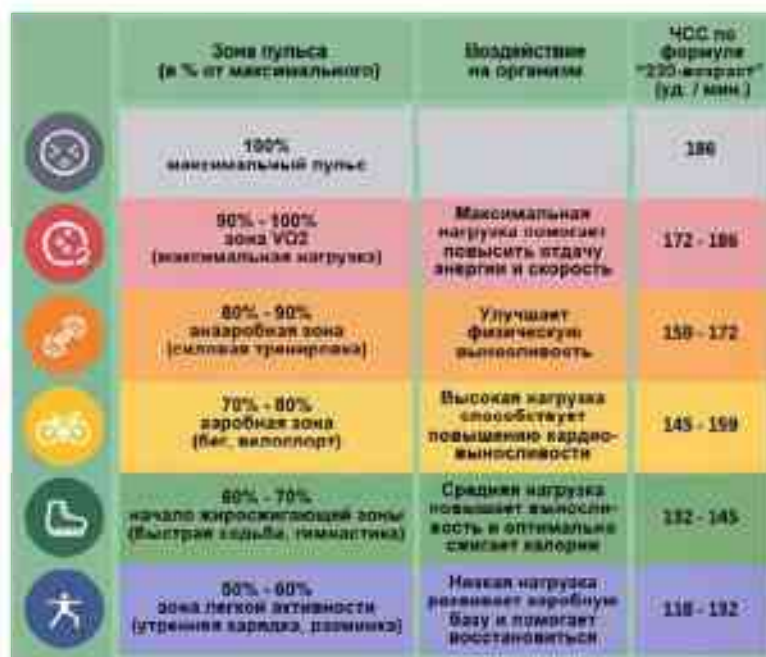 Зона пульса
(в % от максимального)
Воздействие
на организм
ЧСС по
формуле
"220-возраст"
(уд. / мин.)
100%
максимальный пульс
186
90% - 100%
зона VO2
(максимальная нагрузка)
Максимальная
нагрузка помогает
повысить отдачу
энергии и скорость
172 - 186
80% - 90%
анаэробная зона
(силовая тренировка)
Улучшает
физическую
выносливость
159 - 172
70% - 80%
аэробная зона
(бег, велоспорт)
Высокая нагрузка
способствует
повышению кардио-
выносливости
145 - 159
60% - 70%
начало жиросжигающей зоны
(быстрая ходьба, гимнастика)
Средняя нагрузка
повышает выносли-
вость и оптимально
сжигает калории
132 - 145
50% - 60%
зона легкой активности
(утренняя зарядка, разминка)
Низкая нагрузка
развивает аэробную
базу и помогает
восстановиться
118 - 132